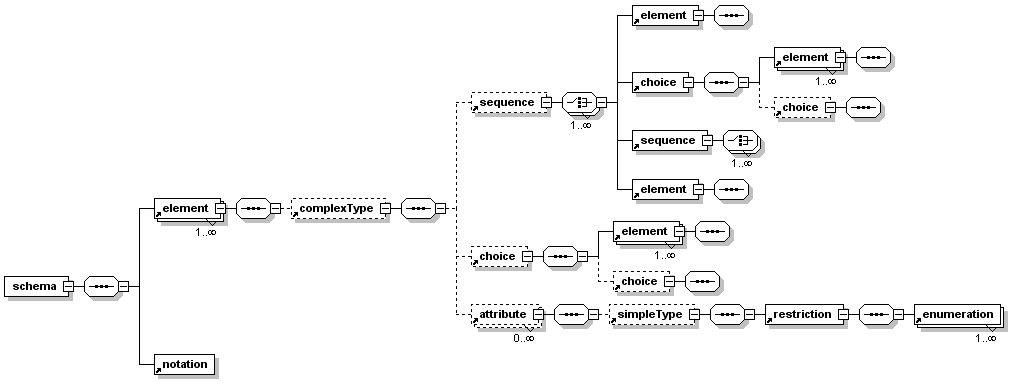 element
element
1..∞
choice
choice
sequence
1..∞
sequence
1..∞
element
element
1..∞
complexType
element
1..∞
choice
choice
schema
attribute
0..∞
simpleType
restriction
enumeration
1..∞
notation